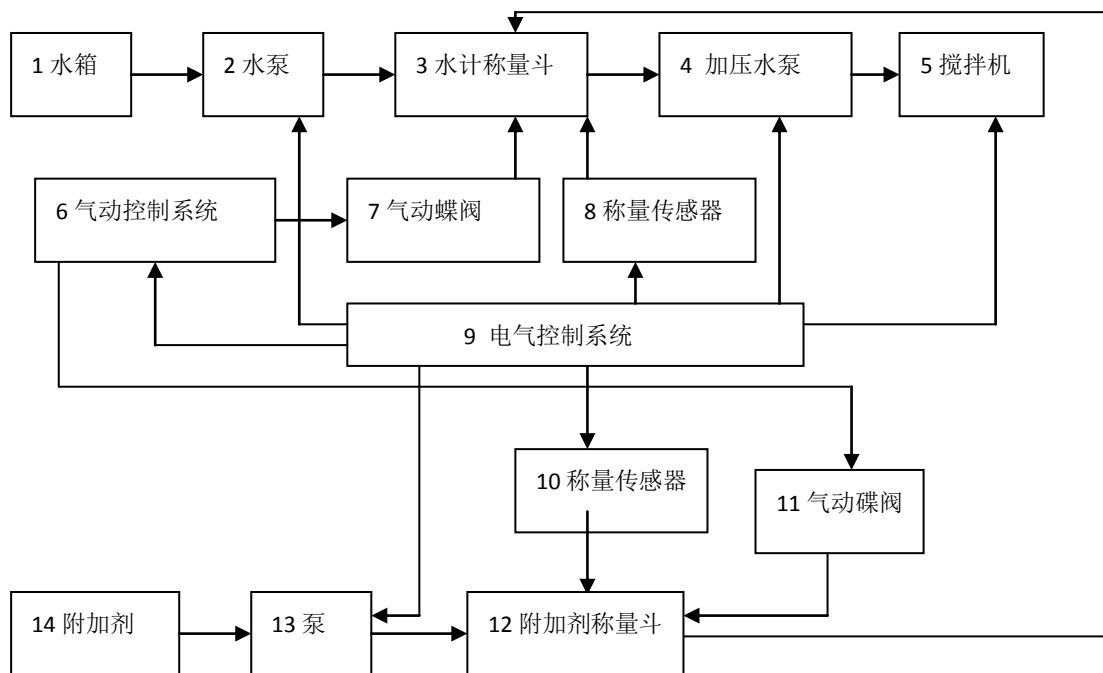 1 水箱
2 水泵
3 水计称量斗
4 加压水泵
5 搅拌机
6 气动控制系统
7 气动蝶阀
8 称量传感器
9 电气控制系统
10 称量传感器
11 气动碟阀
14 附加剂
13 泵
12 附加剂称量斗